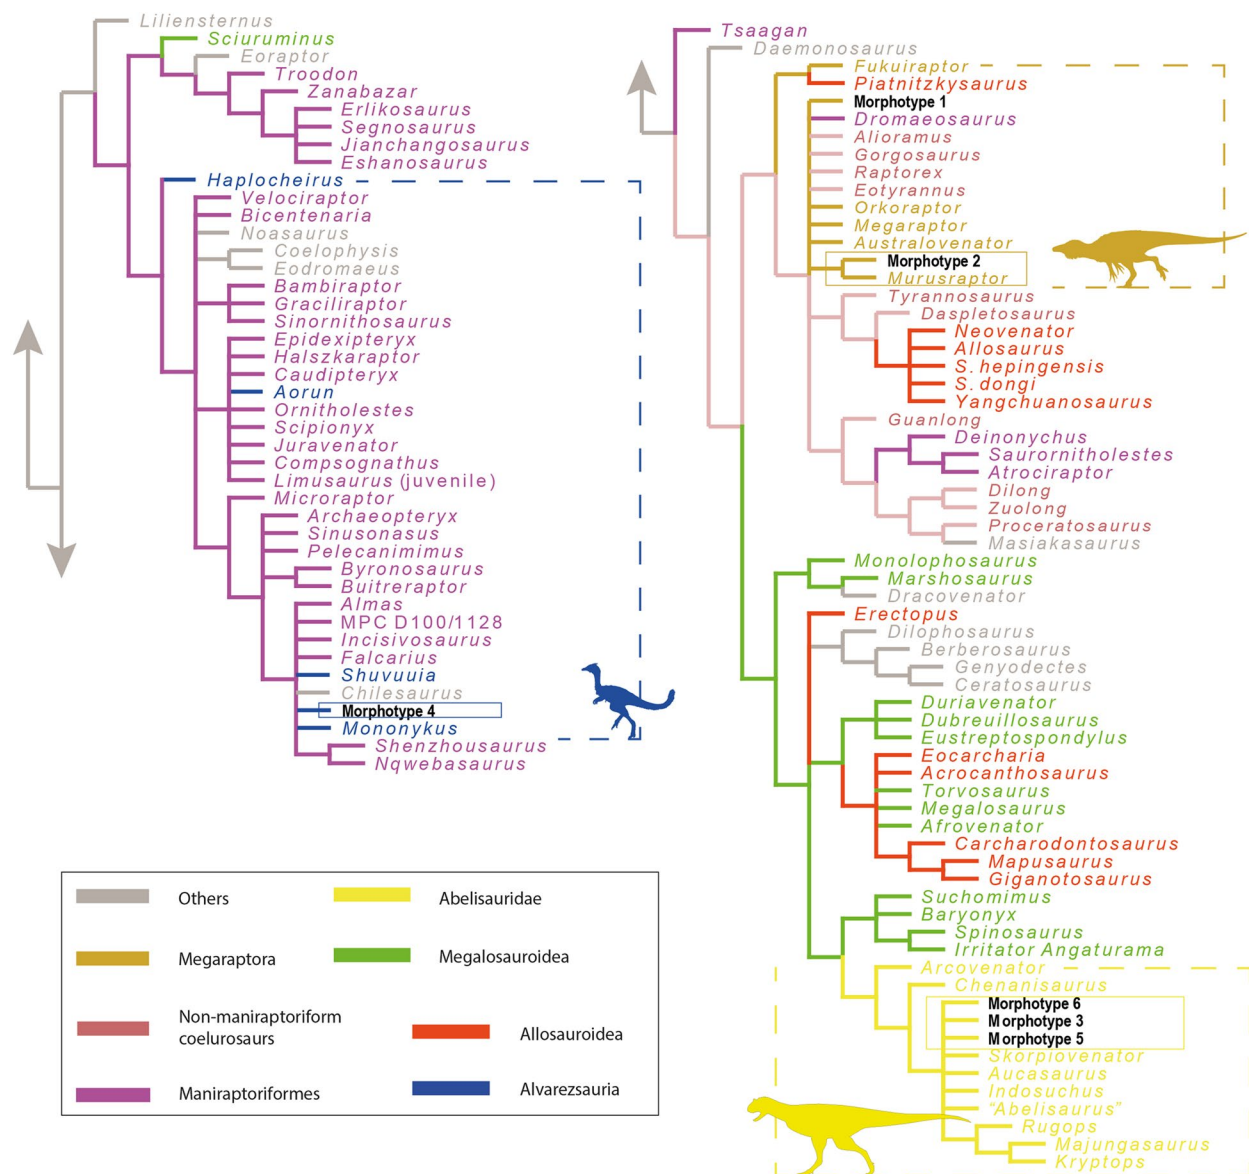 Liliensternus
Sciuruminus
Eoraptor
Troodon
Zanabazar
Erlikosaurus
Segnosaurus
Jianchangosaurus
Eshanosaurus
Haplocheirus
Velociraptor
Bicentenaria
Noasaurus
Coelophysis
Eodromaeus
Bambiraptor
Graciliraptor
Sinornithosaurus
Epidexipteryx
Halszkaraptor
Caudipteryx
Aorun
Ornitholestes
Scipionyx
Juravenator
Compsognathus
Limusaurus (juvenile)
Microraptor
Archaeopteryx
Sinusonasus
Pelecanimimus
Byronosaurus
Buitreraptor
Almas
MPC D100/1128
Incisivosaurus
Falcarius
Shuvuuia
Chilesaurus
Morphotype 4
Mononykus
Shenzhousaurus
Nqwebasaurus
Tsaagan
Daemonosaurus
Fukuiraptor
Piatnitzkysaurus
Morphotype 1
Dromaeosaurus
Alioramus
Gorgosaurus
Raptorex
Eotyrannus
Orkoraptor
Megaraptor
Australovenator
Morphotype 2
Murusraptor
Tyrannosaurus
Daspletosaurus
Neovenator
Allosaurus
S. hepingensis
S. dongi
Yangchuanosaurus
Guanlong
Deinonychus
Saurornitholestes
Atrociraptor
Dilong
Zuolong
Proceratosaurus
Masiakasaurus
Monolophosaurus
Marshosaurus
Dracovenator
Erectopus
Dilophosaurus
Berberosaurus
Genyodectes
Ceratosaurus
Duriavenator
Dubreuillosaurus
Eustreptospondylus
Eocarcharia
Acrocanthosaurus
Torvosaurus
Megalosaurus
Afrovenator
Carcharodontosaurus
Mapusaurus
Giganotosaurus
Suchomimus
Baryonyx
Spinosaurus
Irritator Angaturama
Arcovenator
Chenanisaurus
Morphotype 6
Morphotype 3
Morphotype 5
Skorpiovenator
Aucasaurus
Indosuchus
“Abelisaurus”
Rugops
Majungasaurus
Kryptops
Others
Abelisauridae
Megaraptora
Megalosauroidea
Non-maniraptoriform
coelurosaurs
Allosauroidea
Maniraptoriformes
Alvarezsauria